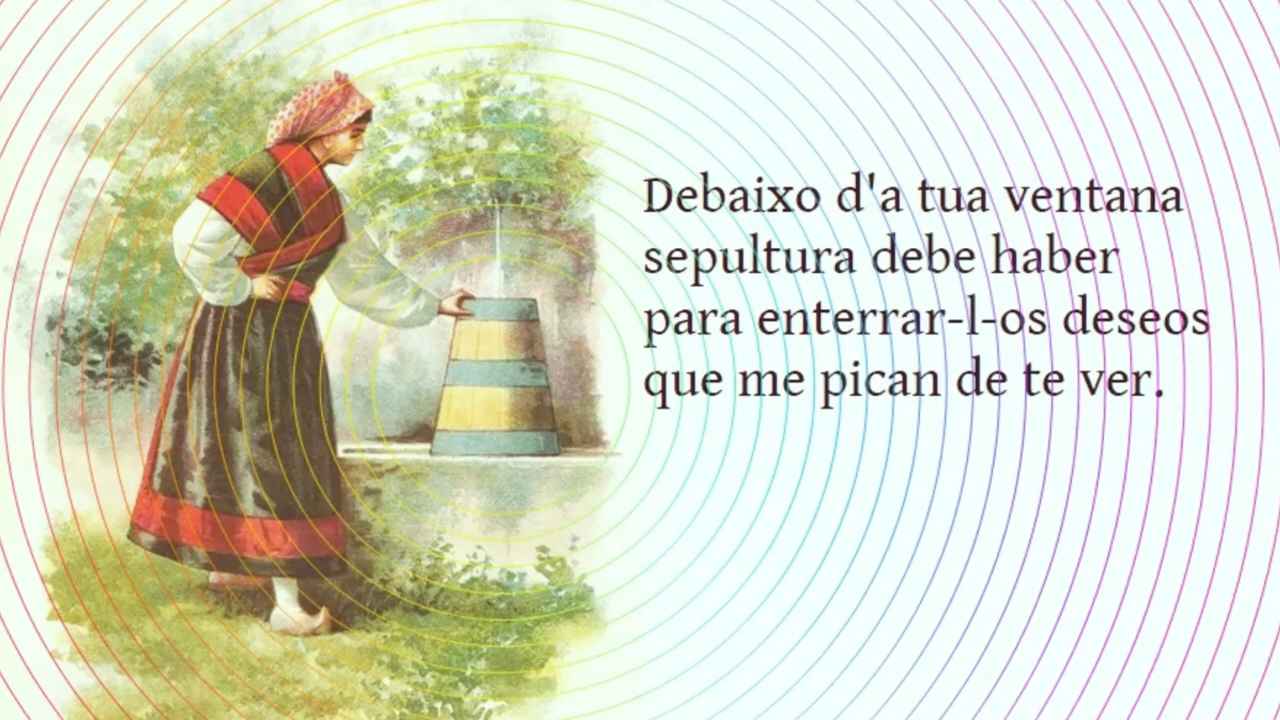 Debaixo d'a tua ventana
sepultura debe haber
para enterrar-l-os deseos
que me pican de te ver.